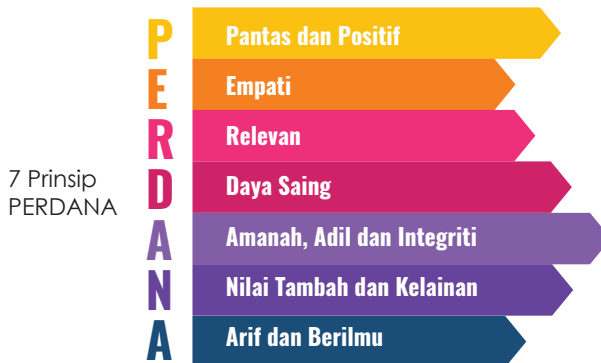 P Pantas dan Positif
E Empati
R Relevan
7 Prinsip
PERDANA
D Daya Saing
A Amanah, Adil dan Integriti
N Nilai Tambah dan Kelainan
A Arif dan Berilmu